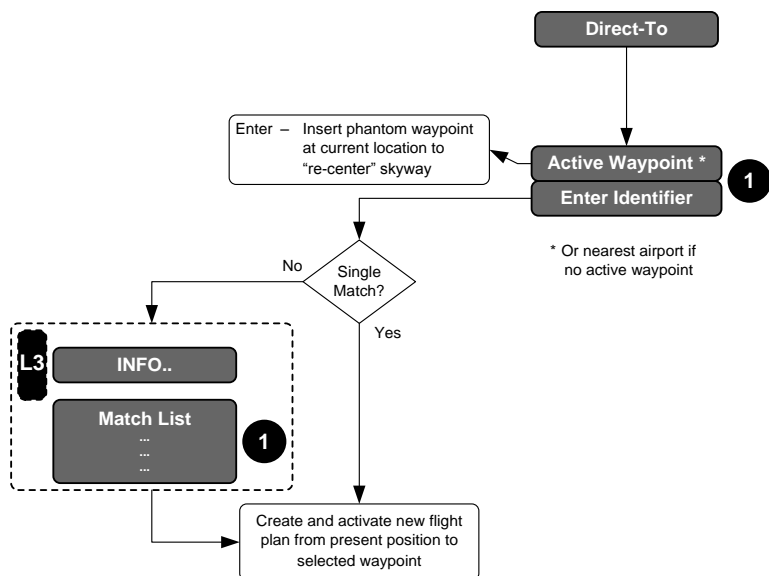 Direct-To
Enter – Insert phantom waypoint
at current location to
“re-center” skyway
Active Waypoint *
Enter Identifier
1
* Or nearest airport if
no active waypoint
No
Single
Match?
Yes
L3
INFO..
Match List
...
...
...
1
Create and activate new flight
plan from present position to
selected waypoint